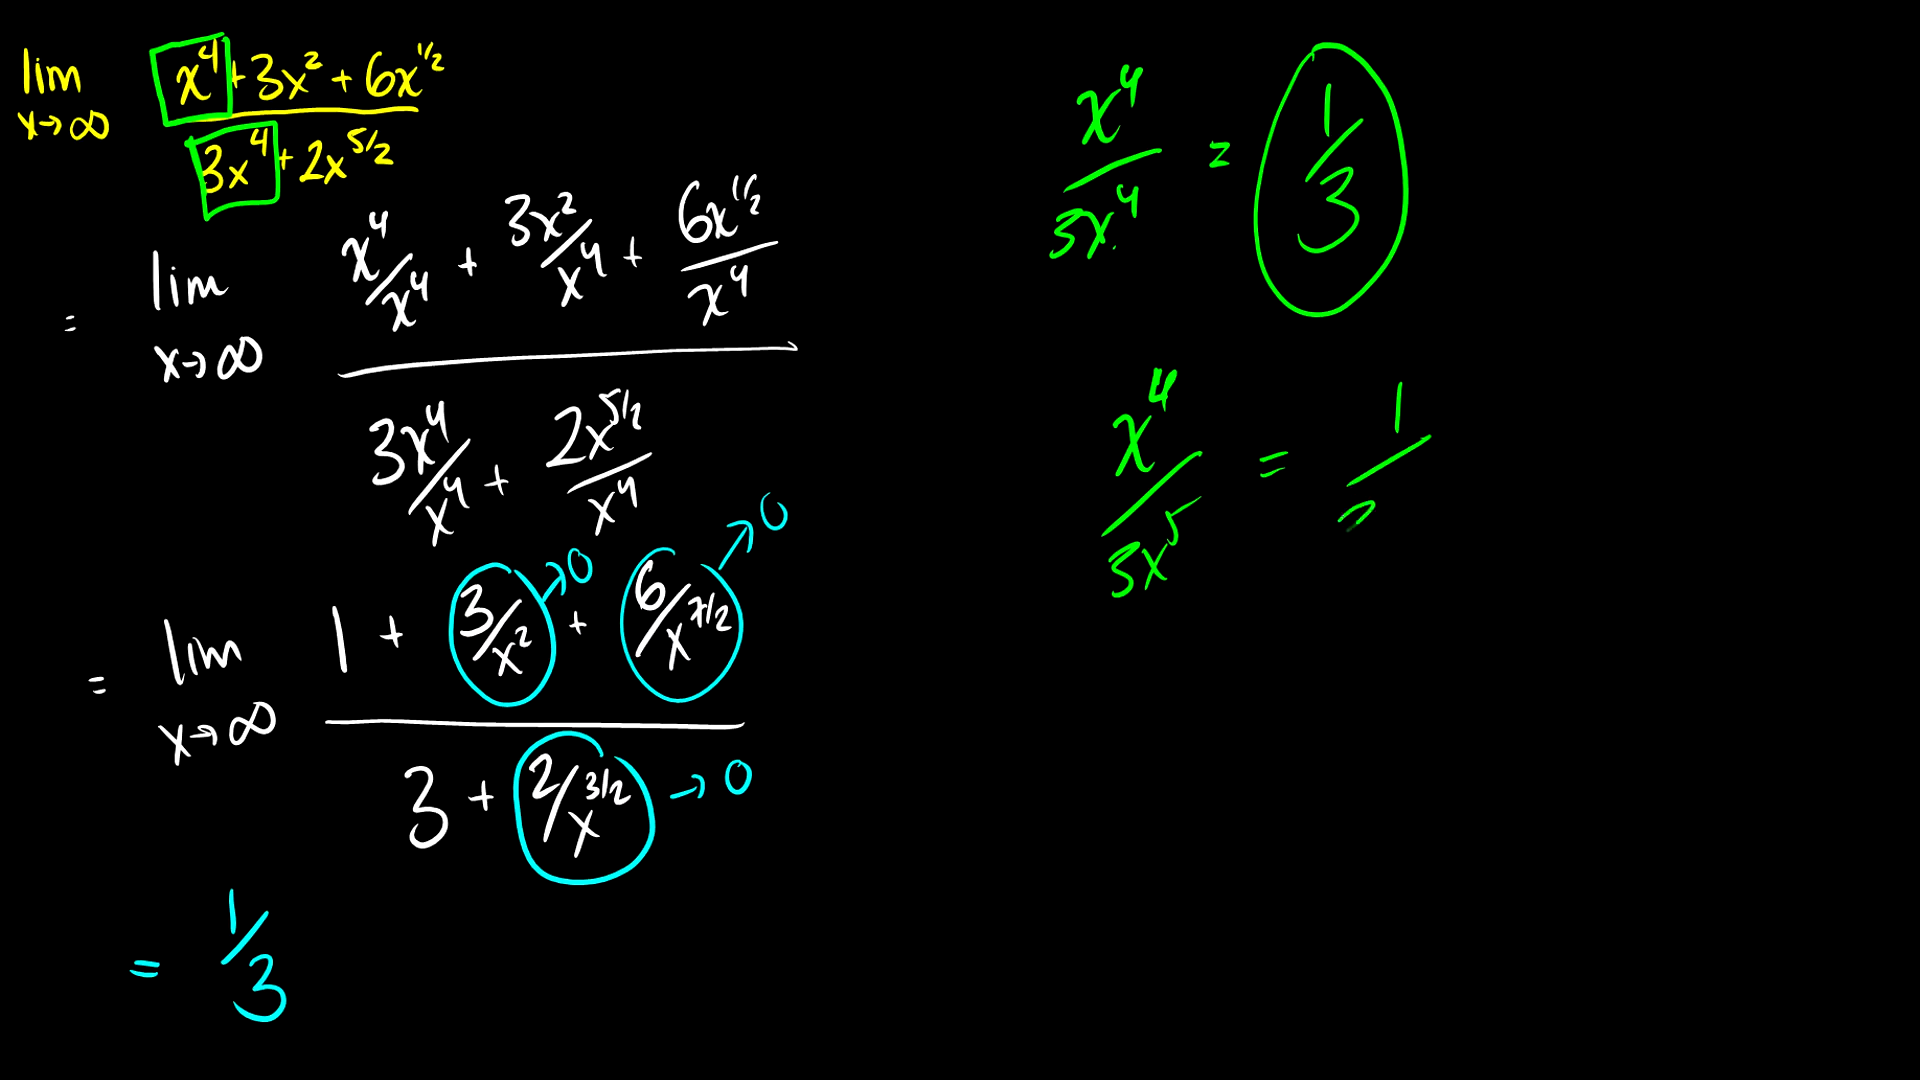 lim x→∞ (x^4 + 3x^2 + 6x^{1/2}) / (3x^4 + 2x^{5/2})
= lim x→∞ (x^4/x^4 + 3x^2/x^4 + 6x^{1/2}/x^4) / (3x^4/x^4 + 2x^{5/2}/x^4)
= lim x→∞ (1 + 3/x^2 →0 + 6/x^{7/2} →0) / (3 + 2/x^{3/2} →0)
= 1/3
x^4/3x^4 = 1/3
x^4/3x^5 = 1/